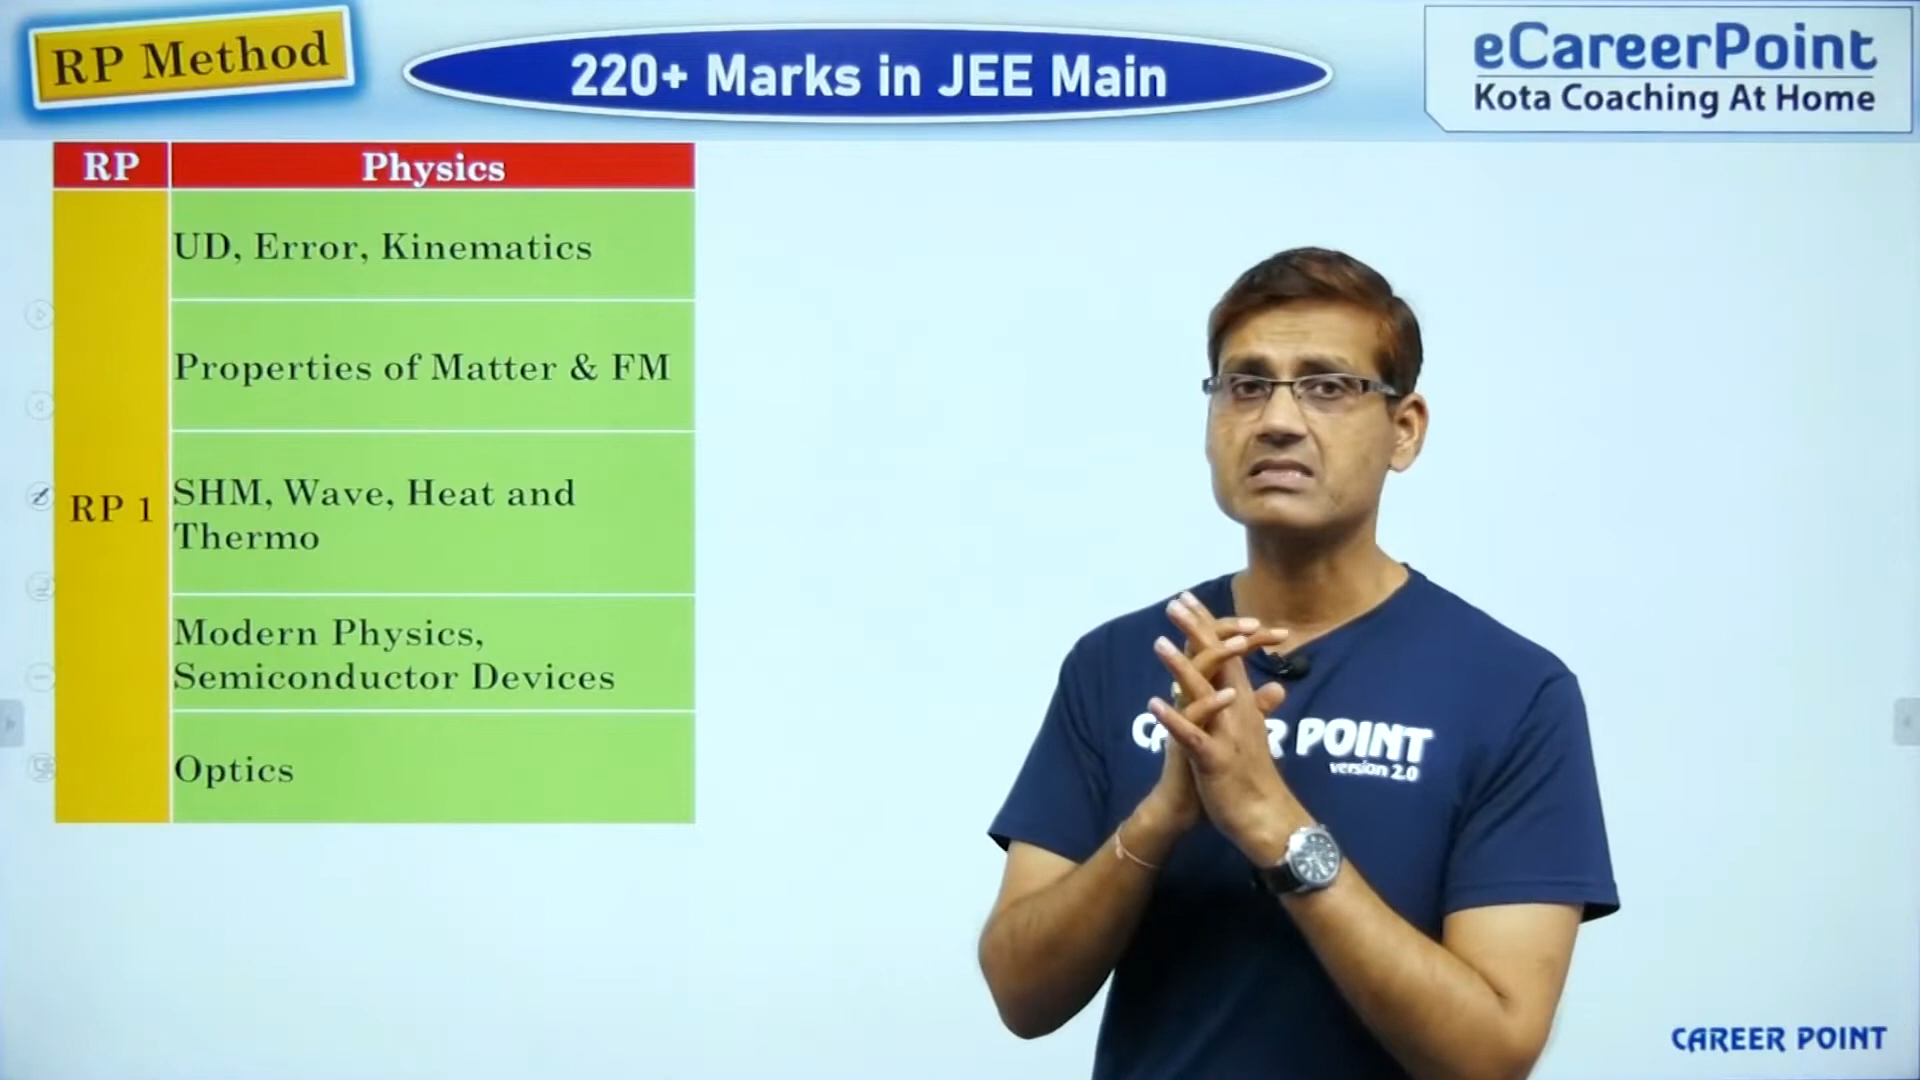 RP Method
220+ Marks in JEE Main
eCareerPoint
Kota Coaching At Home
RP
Physics
RP 1
UD, Error, Kinematics
Properties of Matter & FM
SHM, Wave, Heat and
Thermo
Modern Physics,
Semiconductor Devices
Optics
POINT
version 2.0
CAREER POINT